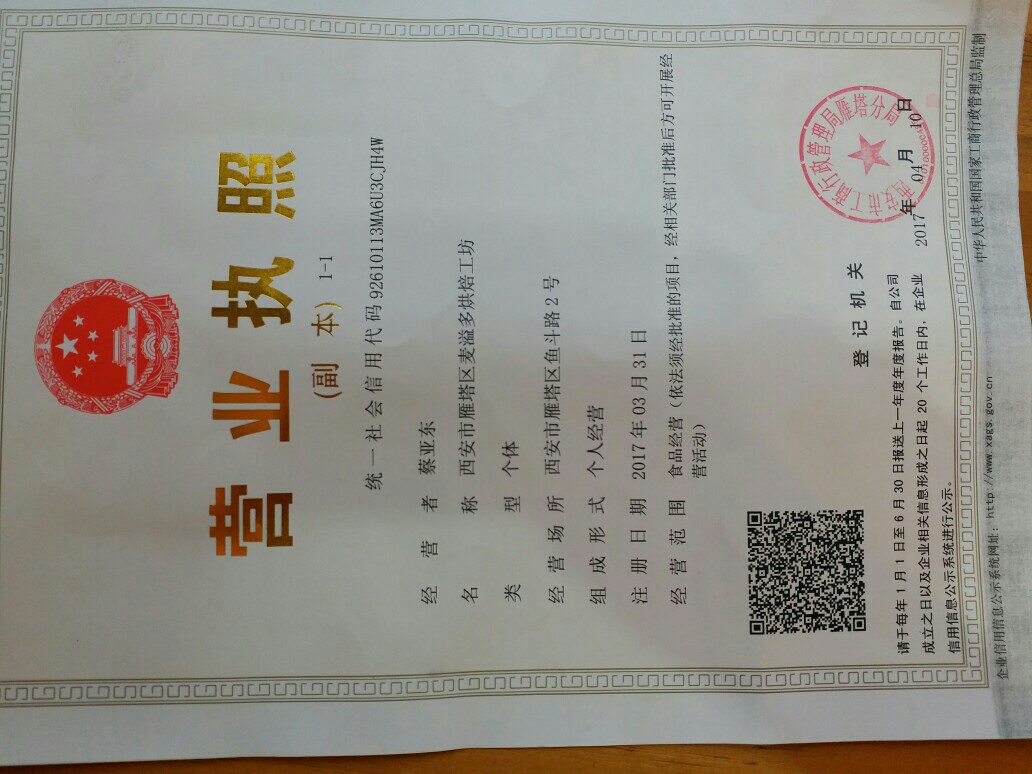 营业执照
(副 本) 1-1
统一社会信用代码 92610113MA6U3CJH4W
经营者 蔡亚东
名称 西安市雁塔区麦溢多烘焙工坊
类型 个体
经营场所 西安市雁塔区鱼斗路2号
组成形式 个人经营
注册日期 2017年03月31日
经营范围 食品经营(依法须经批准的项目，经相关部门批准后方可开展经
营活动)
登记机关
西安市工商行政管理局雁塔分局
2017年 04月 10日
请于每年1月1日至6月30日报送上一年度年度报告。自公司
成立之日以及企业相关信息形成之日起20个工作日内，在企业
信用信息公示系统进行公示。
企业信用信息公示系统网址：http://www.xags.gov.cn
中华人民共和国国家工商行政管理总局监制